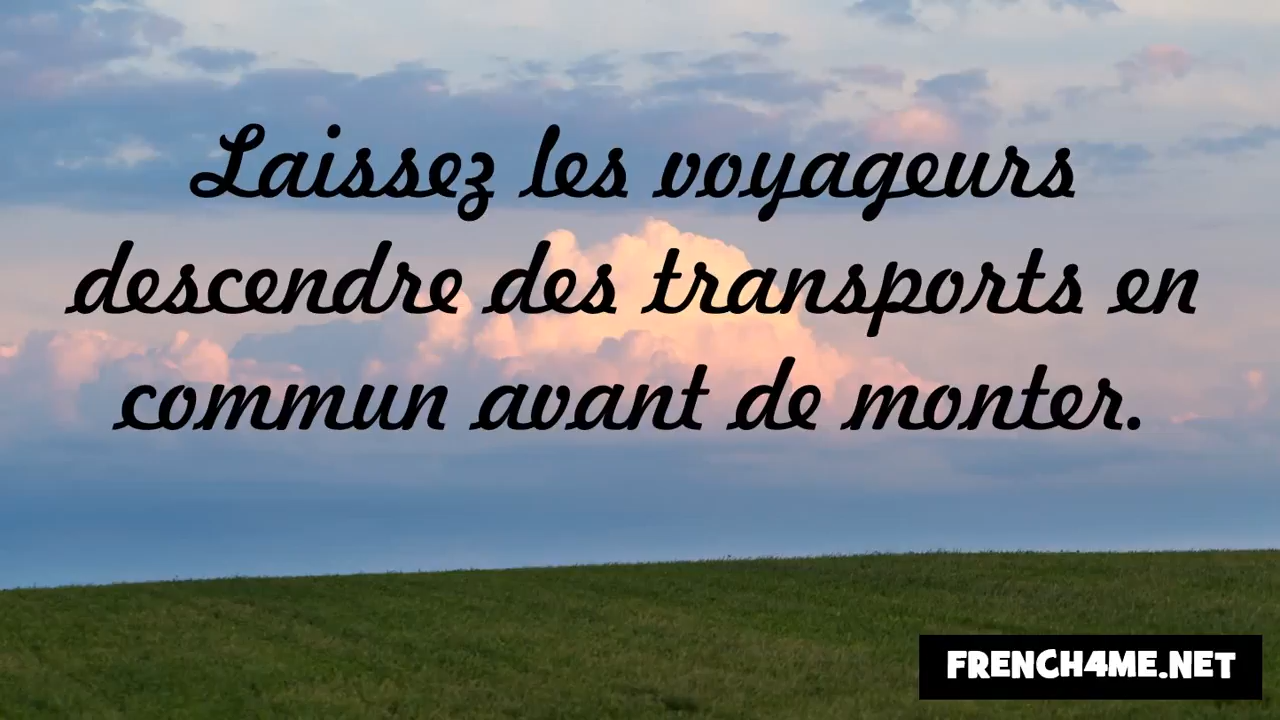 Laissez les voyageurs
descendre des transports en
commun avant de monter.
FRENCH4ME.NET